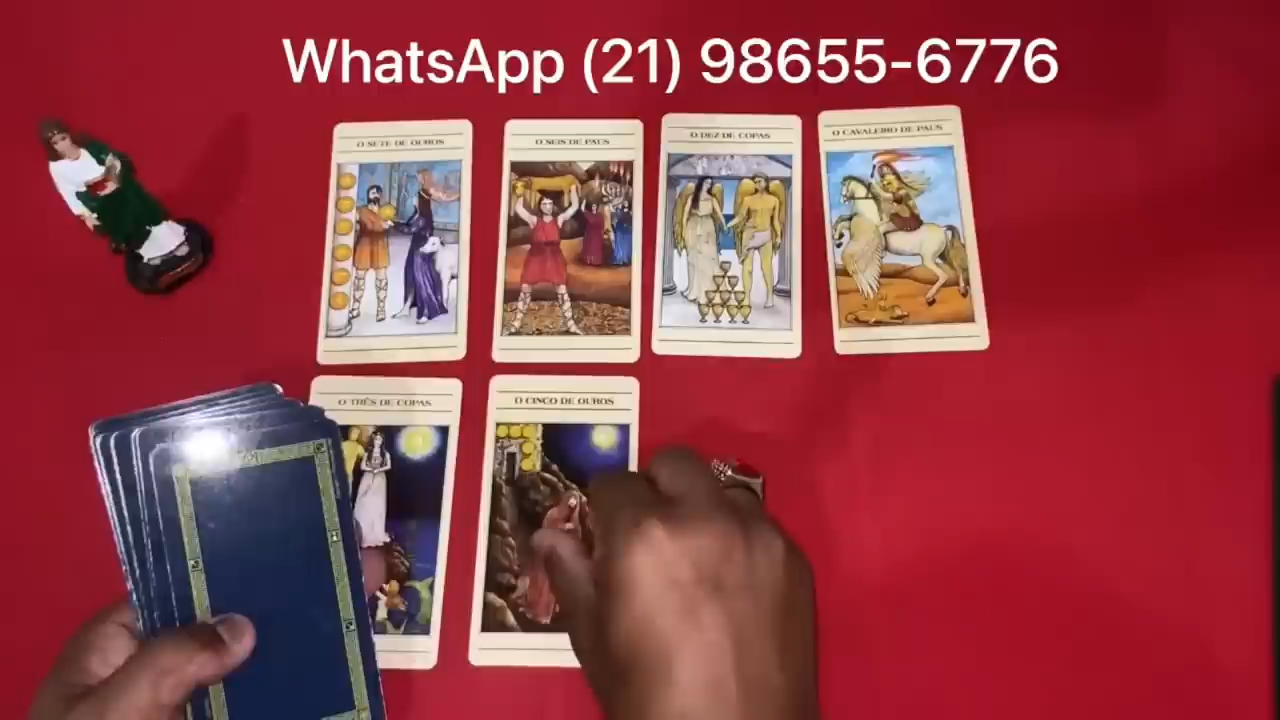 WhatsApp (21) 98655-6776
O SETE DE OUROS
O SEIS DE PAUS
O DEZ DE COPAS
O CAVALEIRO DE PAUS
O TRÊS DE COPAS
O CINCO DE OUROS